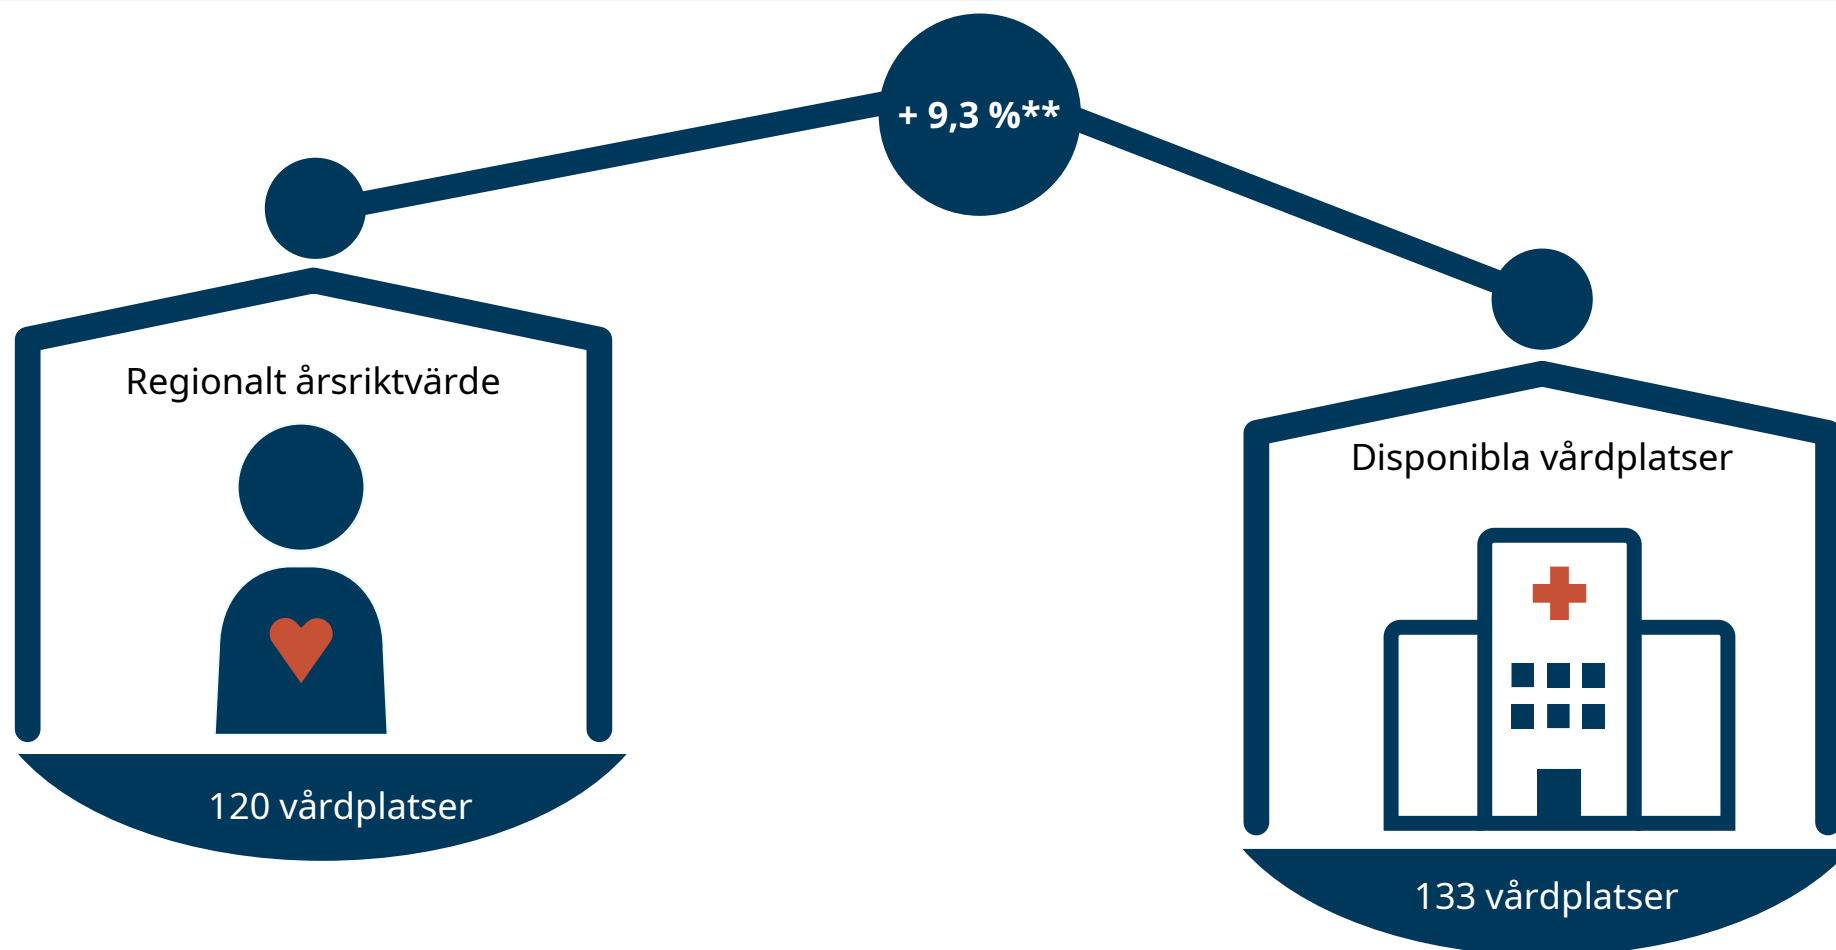 + 9,3 %**
Regionalt årsriktvärde
Disponibla vårdplatser
120 vårdplatser
133 vårdplatser